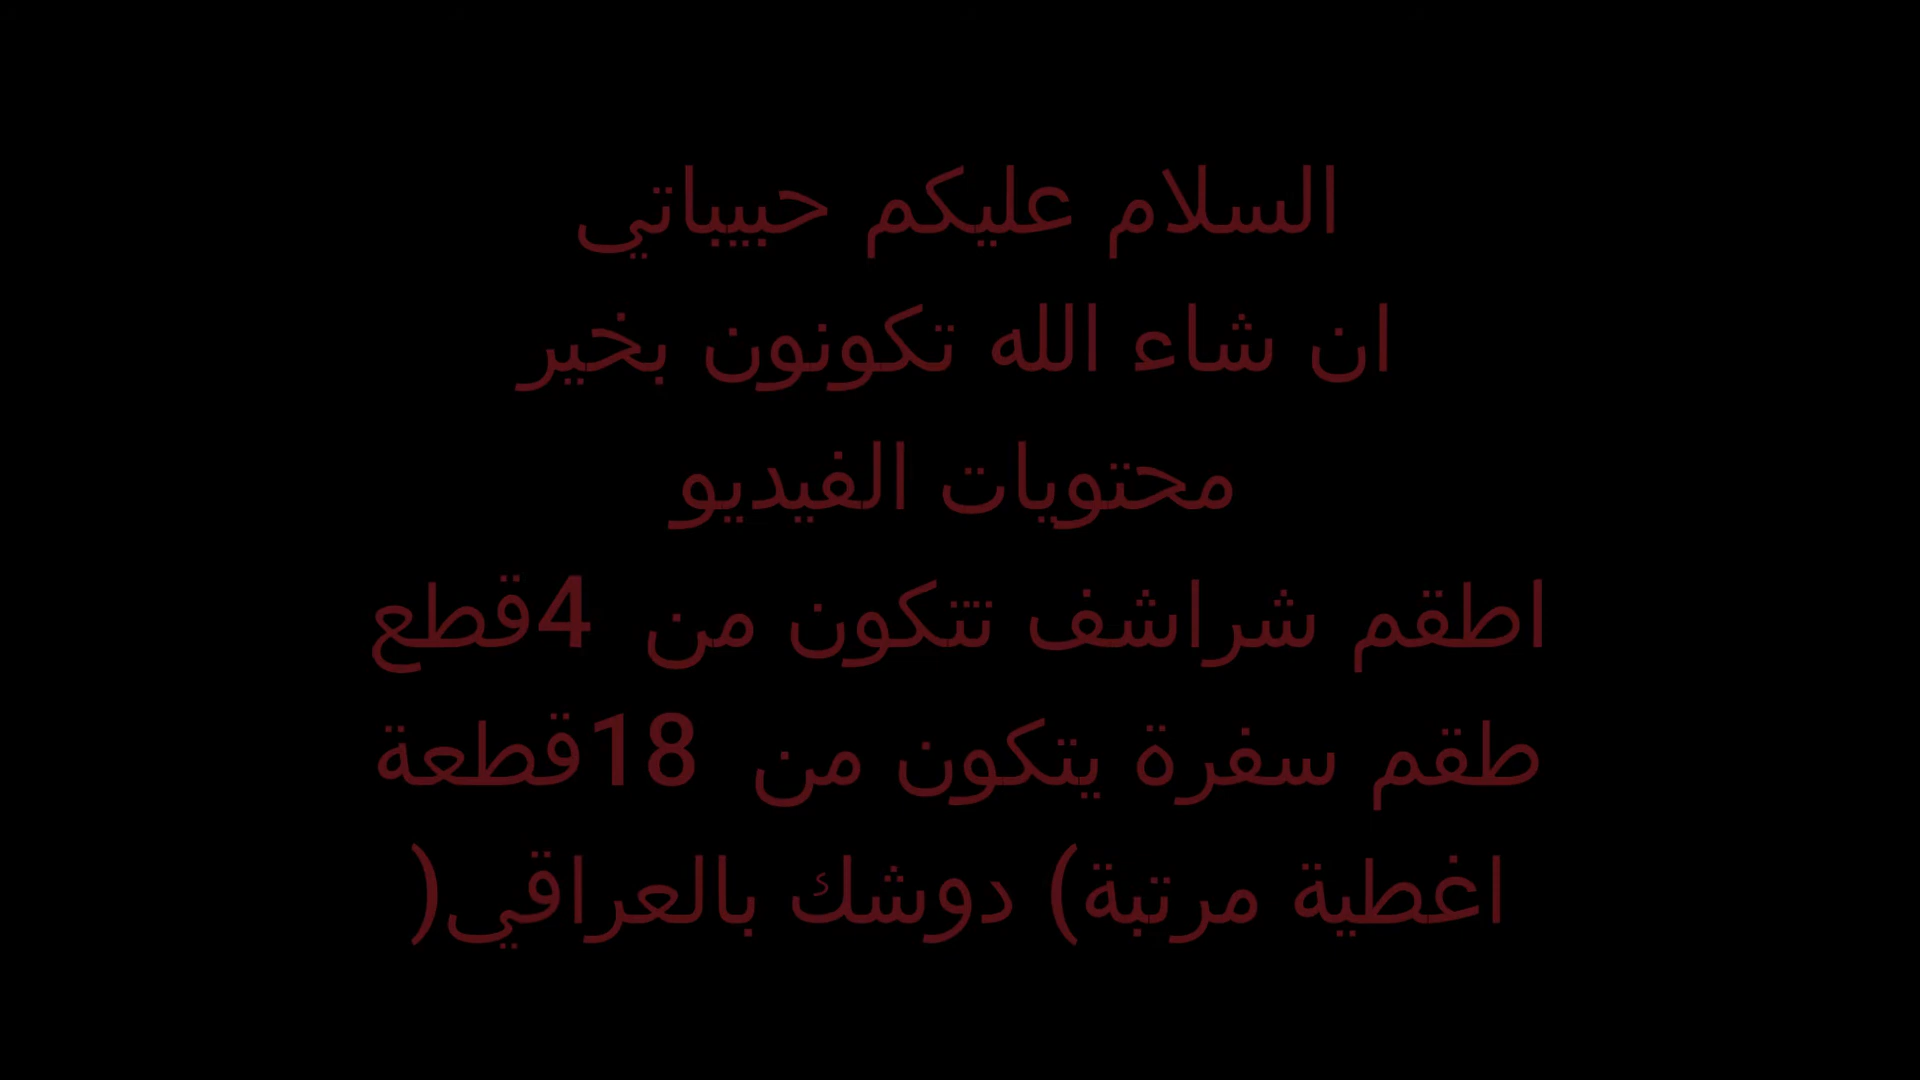 السلام عليكم حبيباتي
ان شاء الله تكونون بخير
محتويات الفيديو
اطقم شراشف تتكون من  4قطع
طقم سفرة يتكون من  18قطعة
اغطية مرتبة) دوشك بالعراقي(